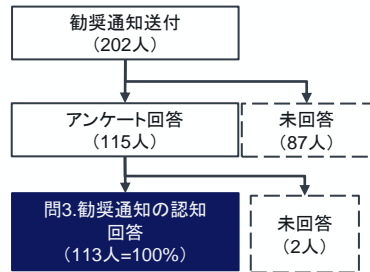 勧奨通知送付
(202人)
アンケート回答
(115人)
未回答
(87人)
問3.勧奨通知の認知
回答
(113人=100%)
未回答
(2人)